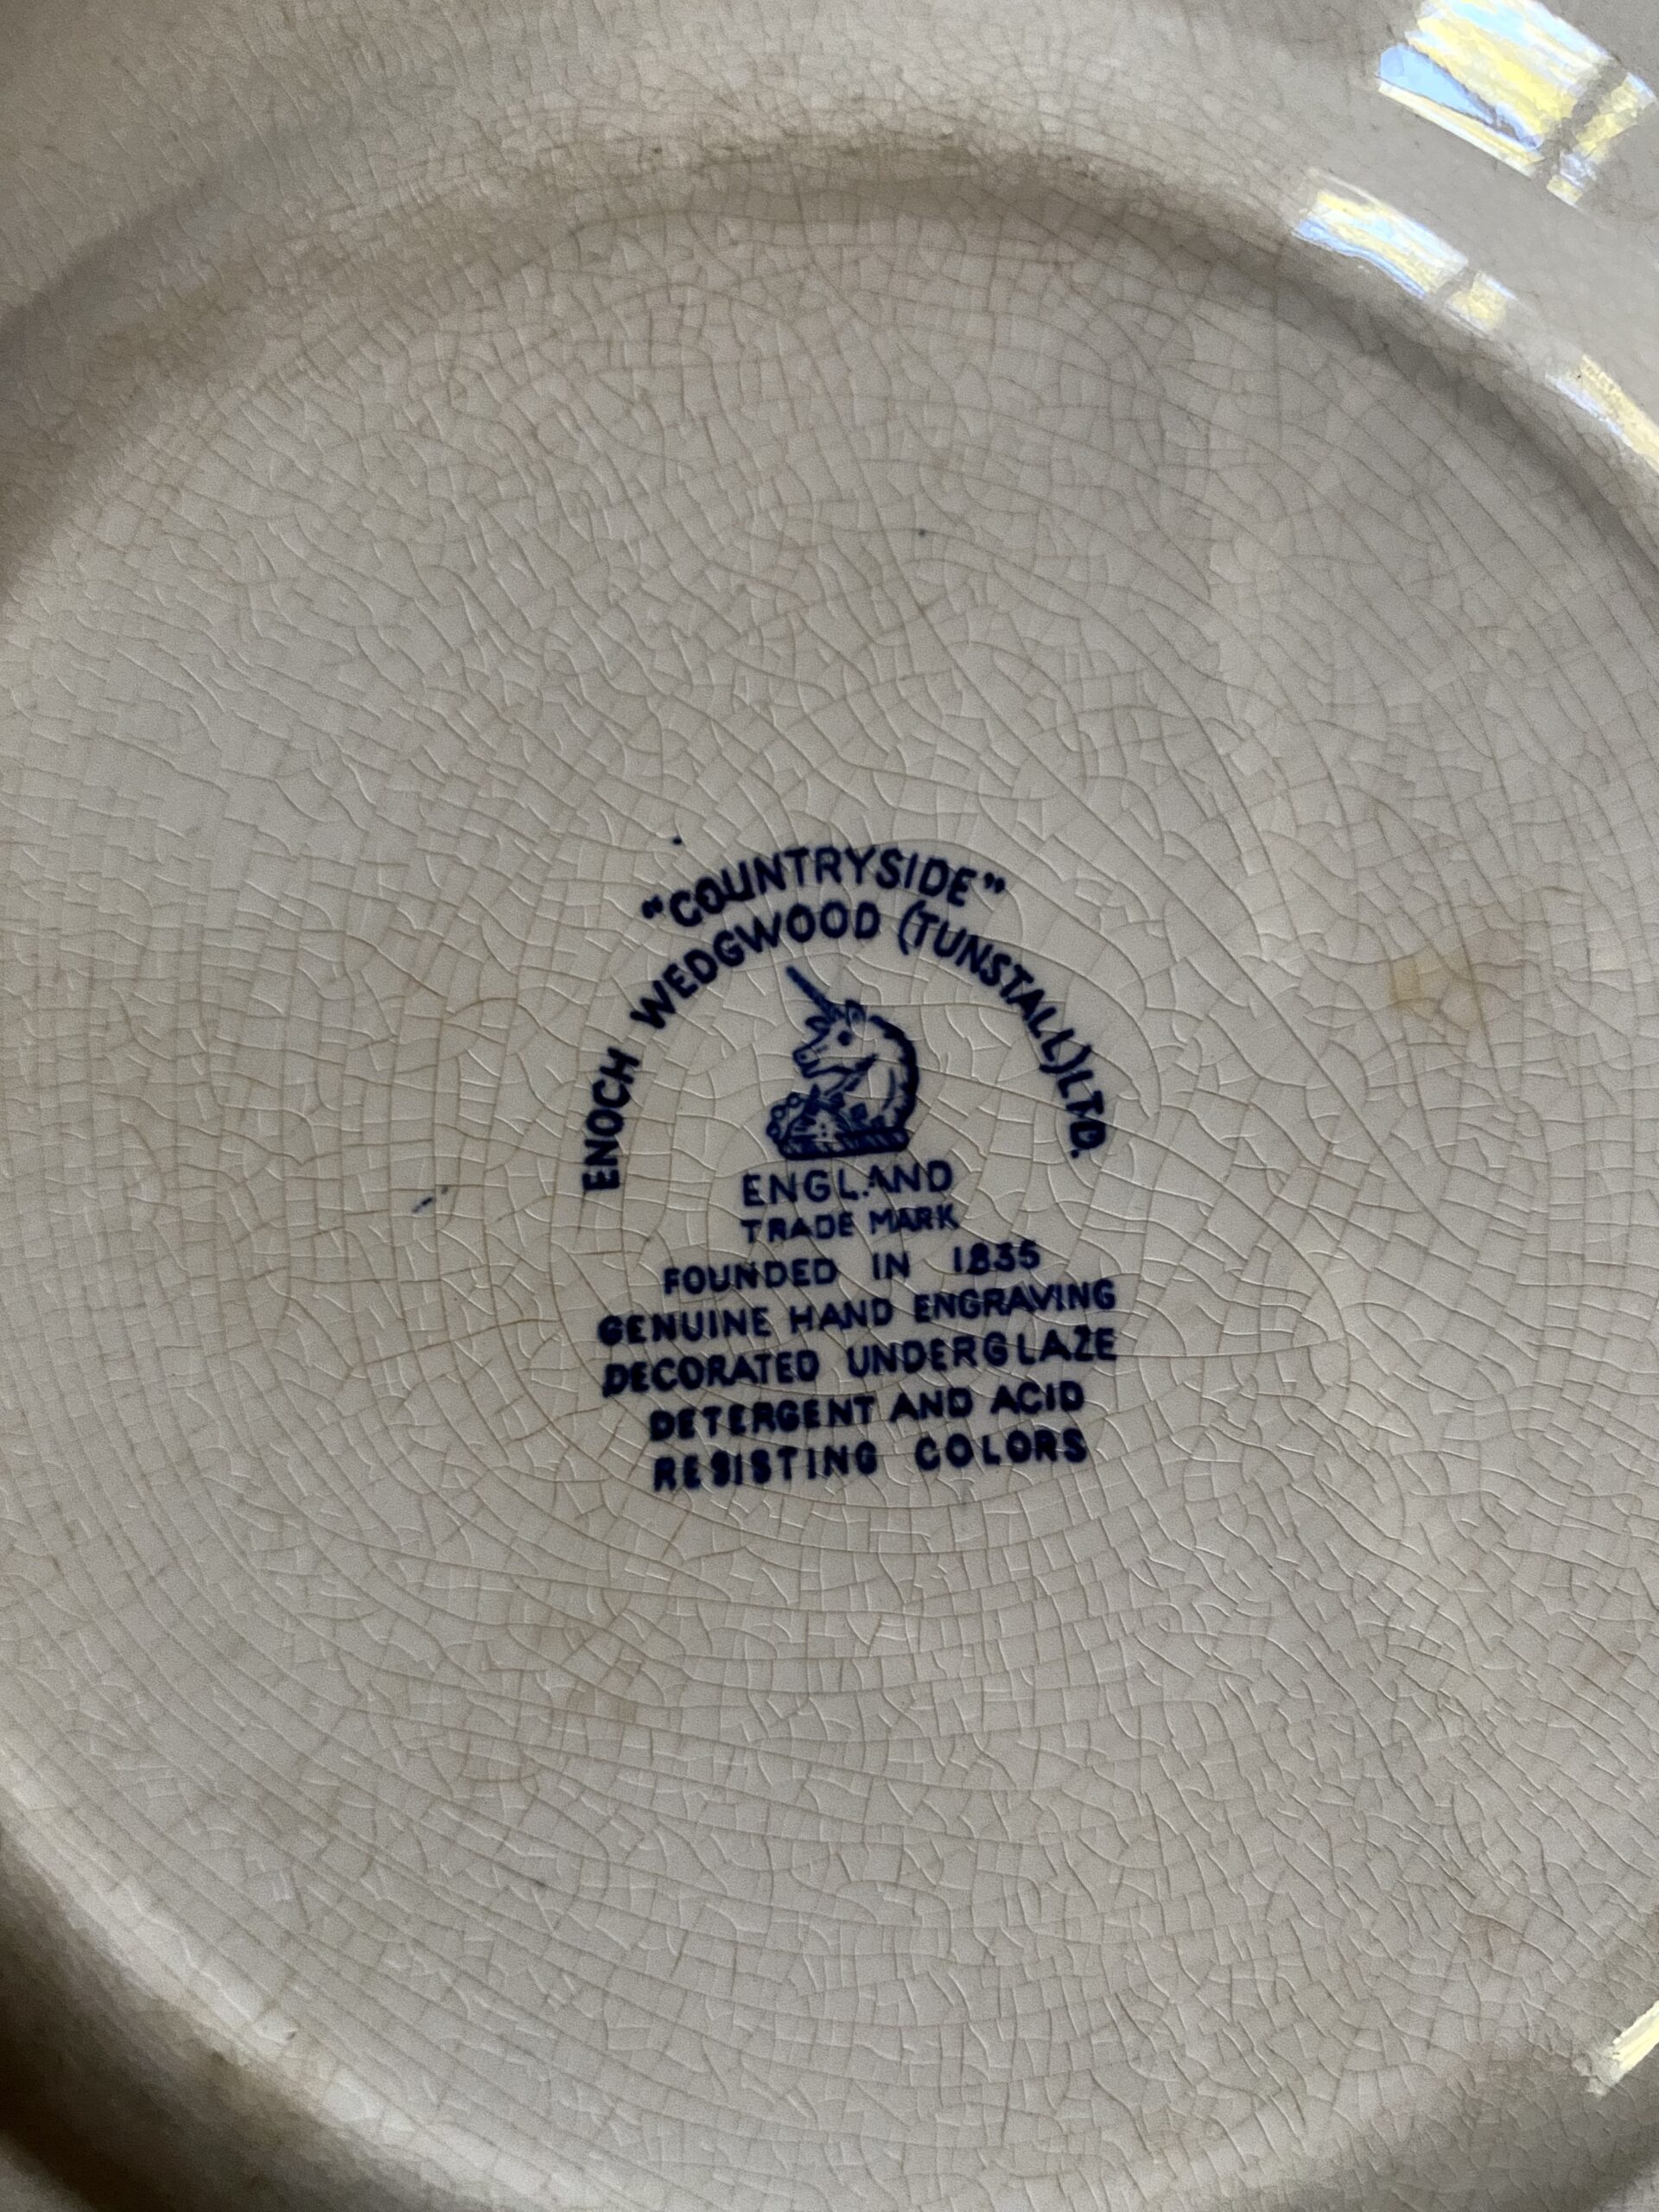 "COUNTRYSIDE"
ENOCH WEDGWOOD (TUNSTALL) LTD.
ENGLAND
TRADE MARK
FOUNDED IN 1835
GENUINE HAND ENGRAVING
DECORATED UNDERGLAZE
DETERGENT AND ACID
RESISTING COLORS